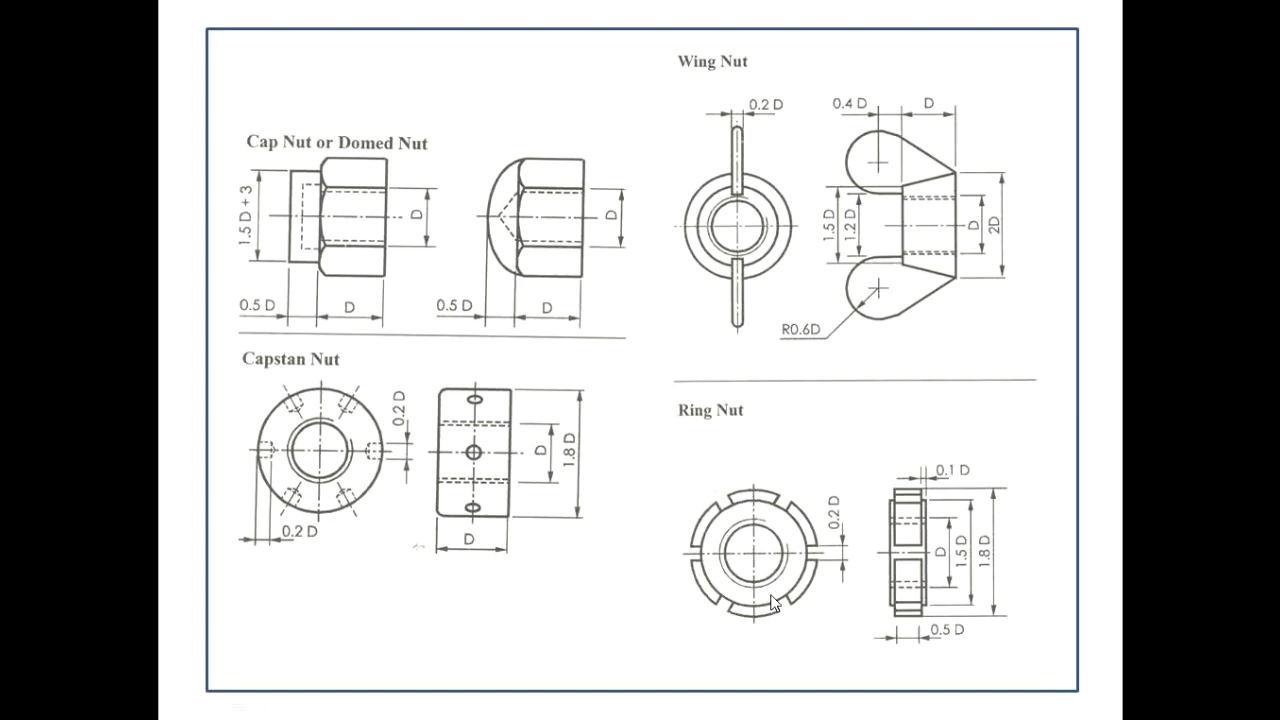 Cap Nut or Domed Nut
1.5 D + 3
D
0.5 D
D
D
0.5 D
D
Capstan Nut
0.2 D
0.2 D
D
1.8 D
D
Wing Nut
0.2 D
0.4 D
D
1.5 D
1.2 D
D
2D
R0.6D
Ring Nut
0.2 D
0.1 D
D
1.5 D
1.8 D
0.5 D